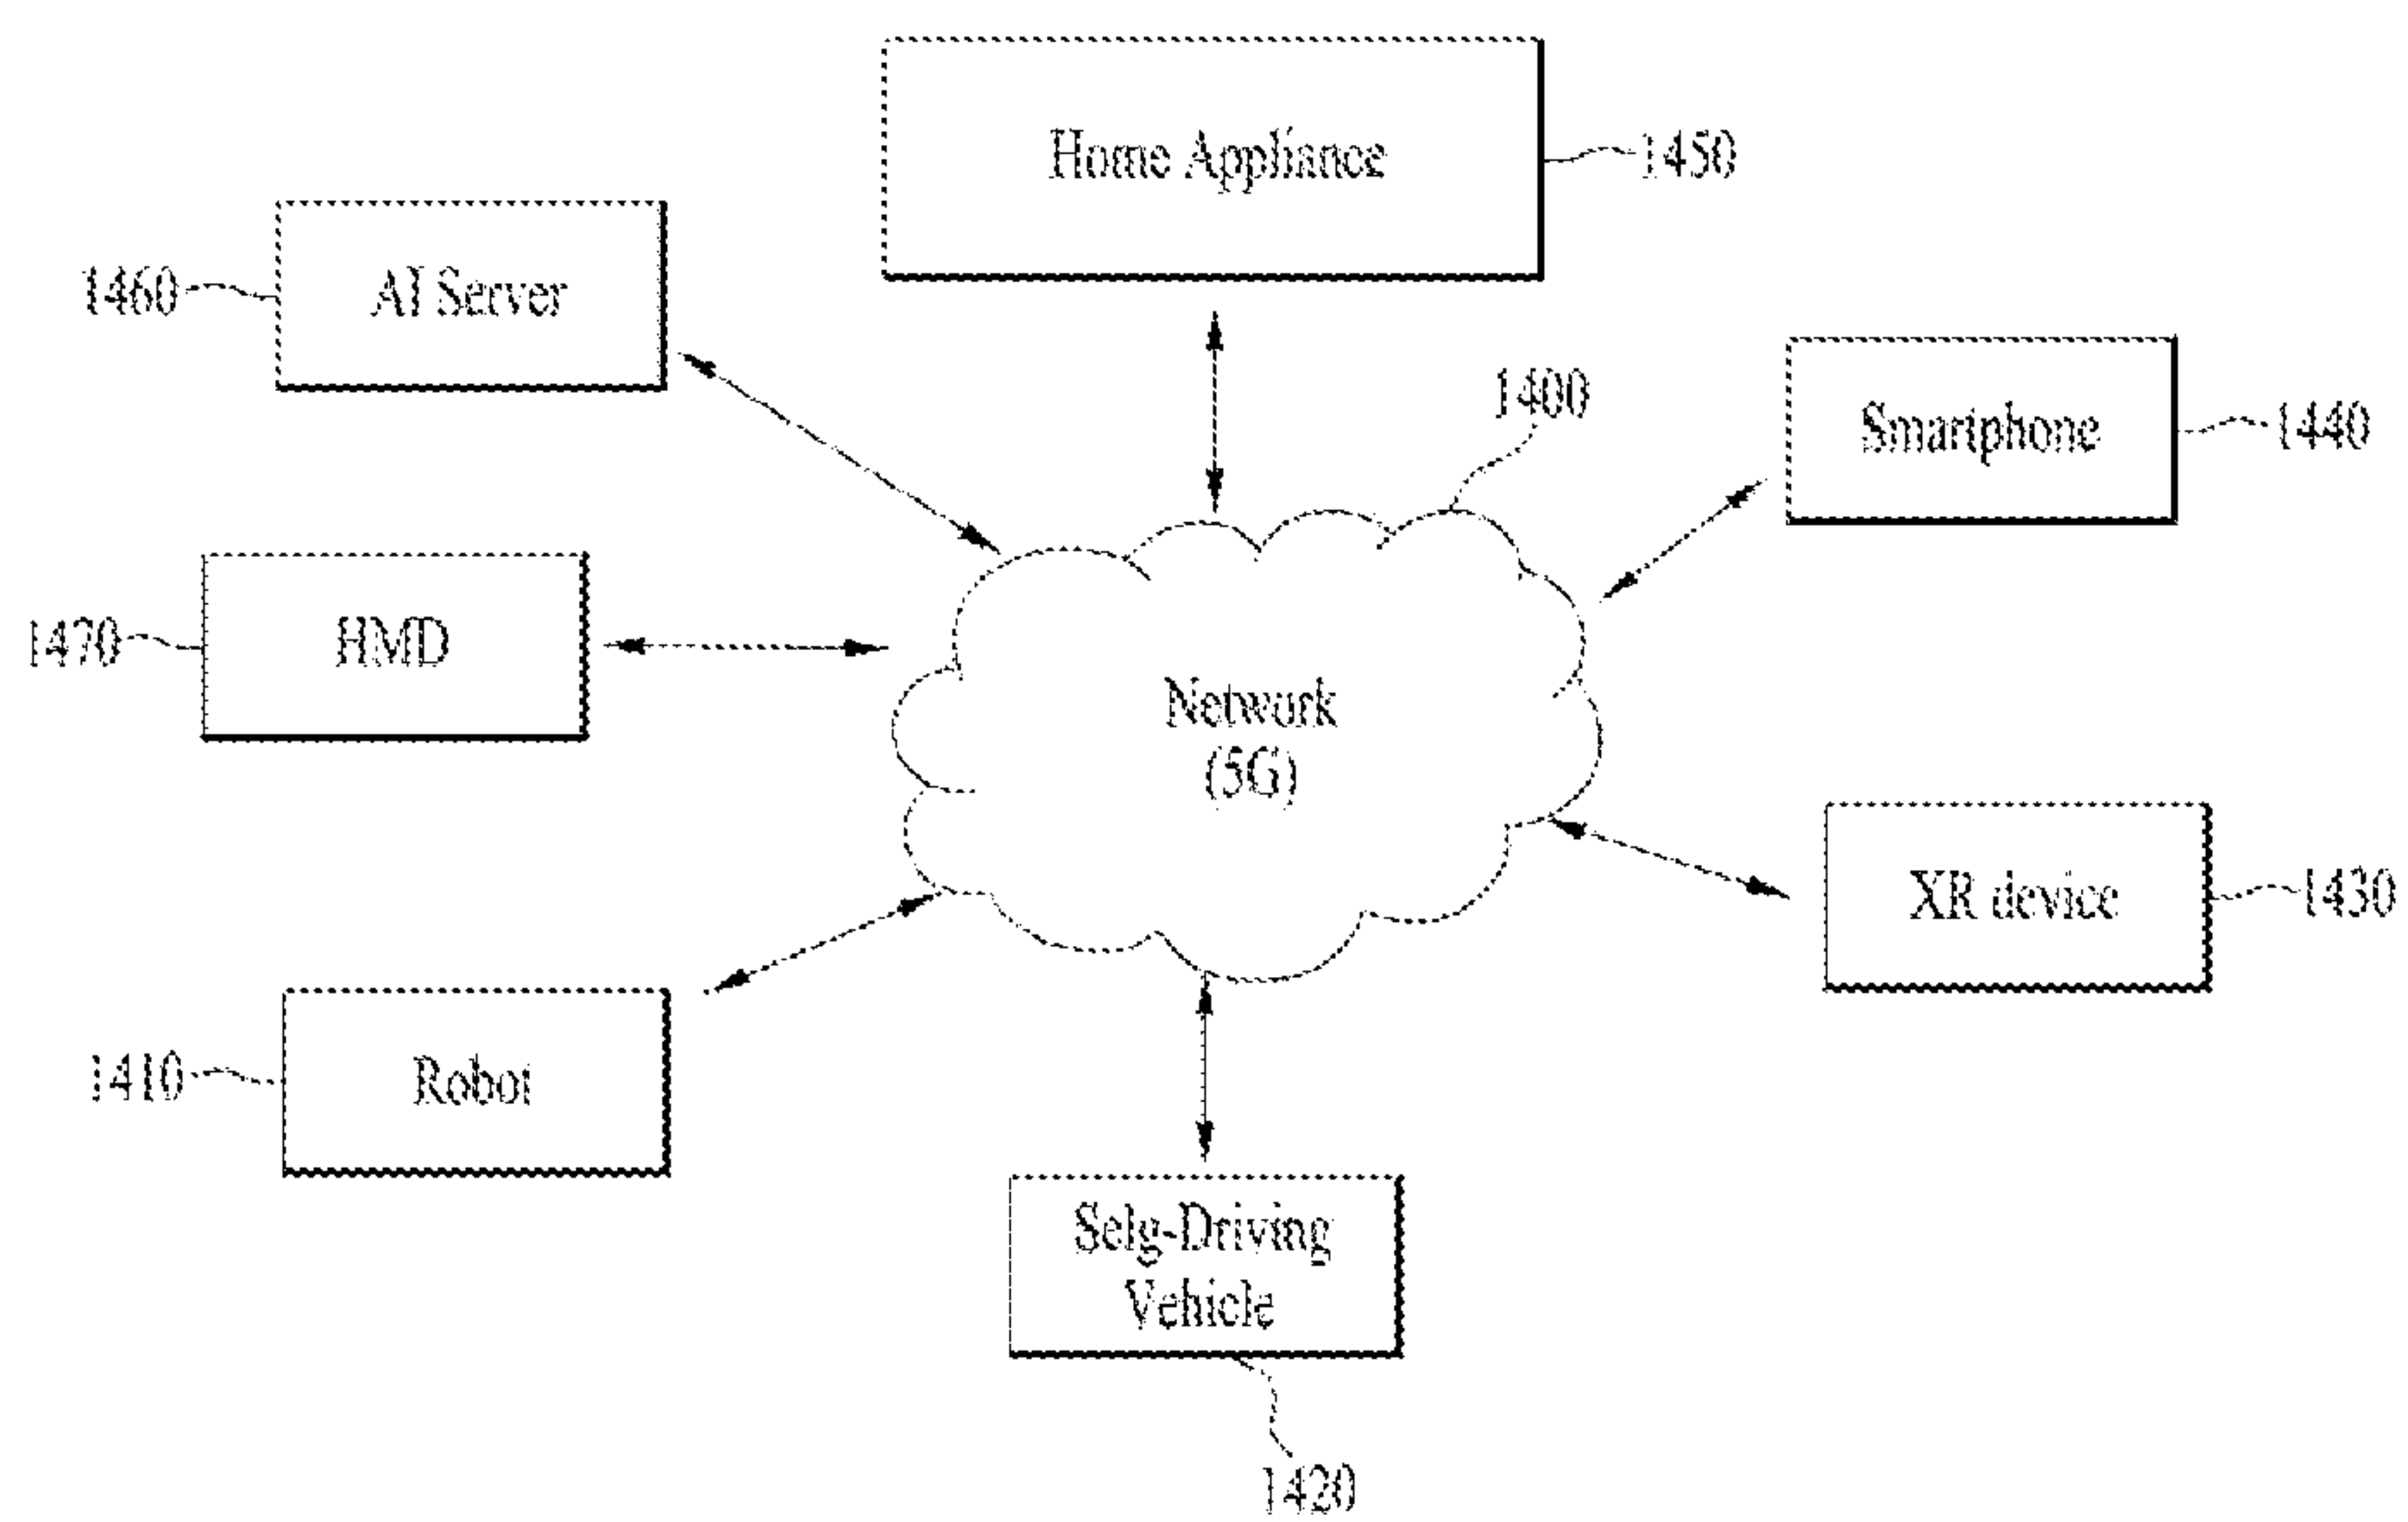 Home Appliance
1450
1460
AI Server
1400
Smartphone
1440
1470
HMD
Network
(5G)
XR device
1430
1410
Robot
Selg-Driving
Vehicle
1420